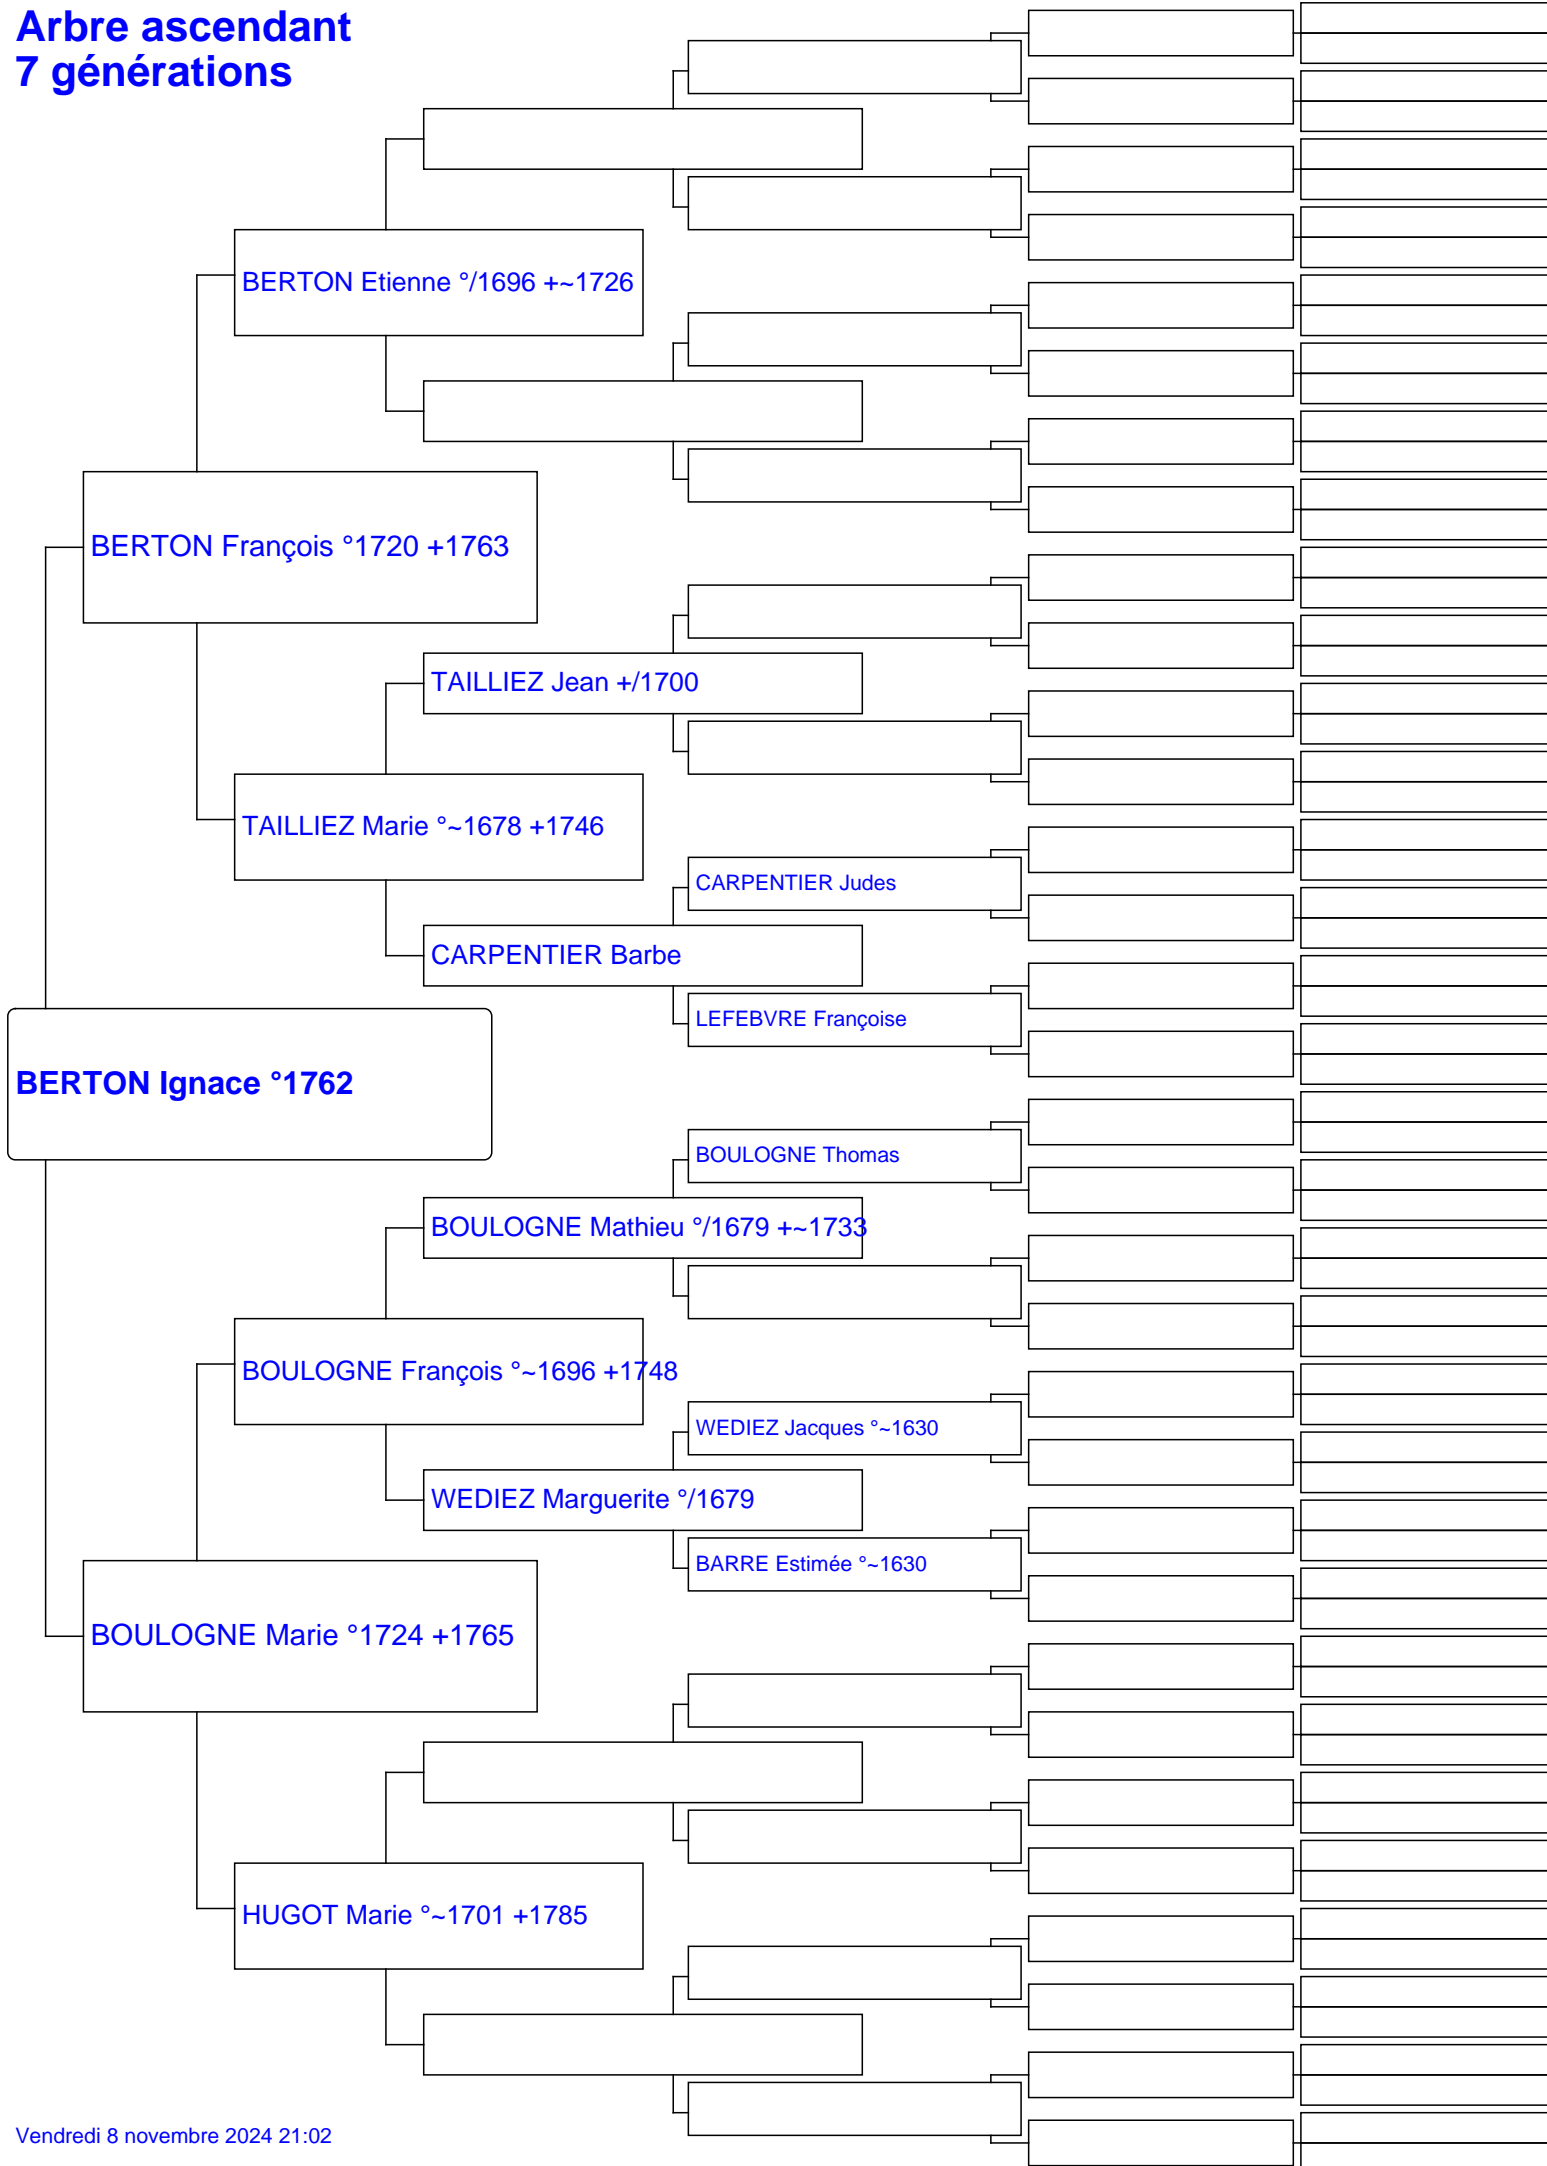 Arbre ascendant
7 générations
BERTON Etienne °/1696 +~1726
BERTON François °1720 +1763
TAILLIEZ Jean +/1700
TAILLIEZ Marie °~1678 +1746
CARPENTIER Judes
CARPENTIER Barbe
LEFEBVRE Françoise
BERTON Ignace °1762
BOULOGNE Thomas
BOULOGNE Mathieu °/1679 +~1733
BOULOGNE François °~1696 +1748
WEDIEZ Jacques °~1630
WEDIEZ Marguerite °/1679
BARRE Estimée °~1630
BOULOGNE Marie °1724 +1765
HUGOT Marie °~1701 +1785
Vendredi 8 novembre 2024 21:02